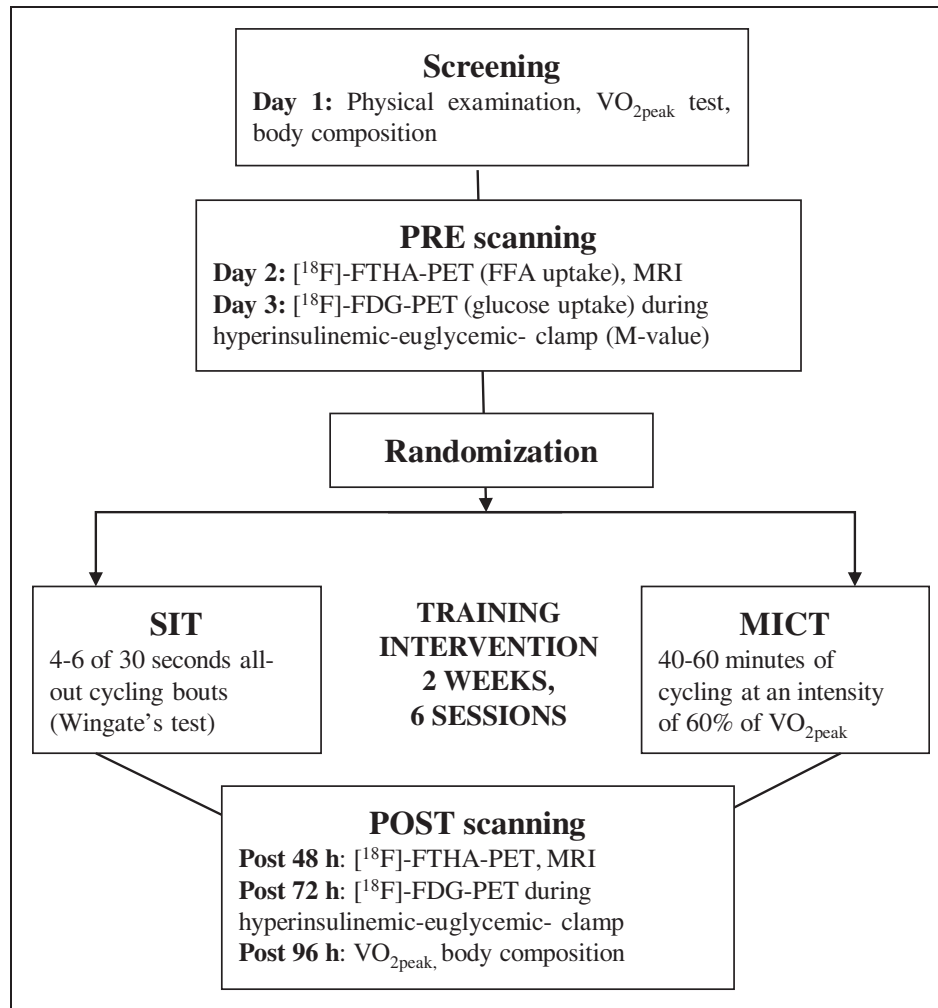 Screening
Day 1: Physical examination, VO2peak test,
body composition
PRE scanning
Day 2: [18F]-FTHA-PET (FFA uptake), MRI
Day 3: [18F]-FDG-PET (glucose uptake) during
hyperinsulinemic-euglycemic- clamp (M-value)
Randomization
SIT
4-6 of 30 seconds all-
out cycling bouts
(Wingate's test)
TRAINING
INTERVENTION
2 WEEKS,
6 SESSIONS
MICT
40-60 minutes of
cycling at an intensity
of 60% of VO2peak
POST scanning
Post 48 h: [18F]-FTHA-PET, MRI
Post 72 h: [18F]-FDG-PET during
hyperinsulinemic-euglycemic- clamp
Post 96 h: VO2peak, body composition